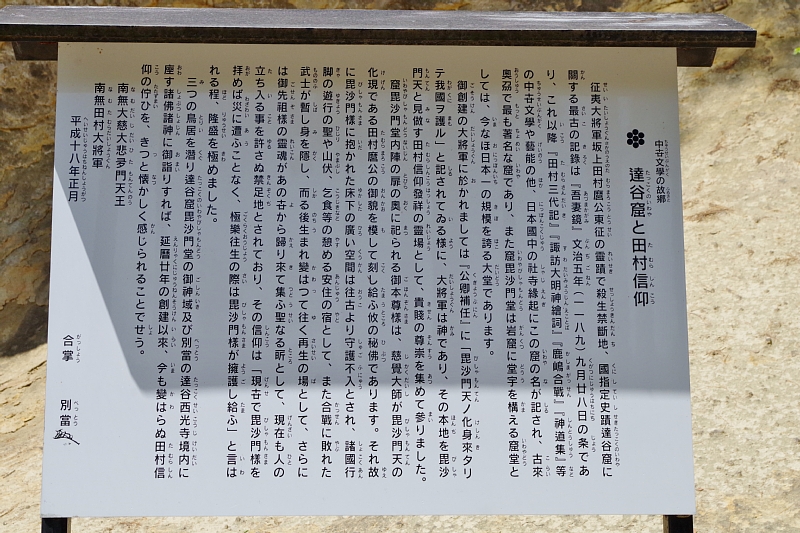 中古文學の故郷
達谷窟と田村信仰
征夷大將軍坂上田村麿公東征の靈蹟で殺生禁斷地、國指定史蹟達谷窟に
關する最古の記録は『吾妻鏡』文治五年(一一八九)九月廿八日の条であ
り、これ以降『田村三代記』『諏訪大明神繪詞』『鹿嶋合戰』『神道集』等
の中古文學や藝能の他、日本國中の社寺緣起にこの窟の名が記され、古來
奥刕で最も著名な窟であり、また窟毘沙門堂は岩窟に堂宇を構える窟堂と
しては、今なほ日本一の規模を誇る大堂であります。
御創建の大將軍に於かれましては『公卿補任』に「毘沙門天ノ化身來タリ
テ我國ヲ護ル」と記されてゐる様に、大將軍は神であり、その本地を毘沙
門天と見做す田村信仰發祥の靈場として、貴賤の尊崇を集めて參りました。
窟毘沙門堂内陣の扉の奥に祀られる御本尊様は、慈覺大師が毘沙門天の
化現である田村麿公の御貌を模して刻し給ふ攸の秘佛であります。それ故
に毘沙門様に抱かれた床下の廣い空間は往古より守護不入とされ、諸國行
脚の遊行の聖や山伏、乞食等の憩める安住の宿として、また合戰に敗れた
武士が暫し身を隱し、而る後生まれ變はつて往く再生の場として、さらに
は御先祖様の靈魂があの古から歸り來て集ふ聖なる斫として、現在も人の
立ち入る事を許さぬ禁足地とされており、その信仰は「現㐂で毘沙門様を
拝めば災に遭ふことなく、極樂往生の際は毘沙門様が擁護し給ふ」と言は
れる程、隆盛を極めました。
三つの鳥居を潛り達谷窟毘沙門堂の御神域及び別當の達谷西光寺境内に
座す諸佛諸神に御詣りすれば、延暦廿年の創建以來、今も變はらぬ田村信
仰の佇ひを、きつと懐かしく感じられることでせう。
南無大慈大悲夛門天王
南無田村大將軍
平成十八年正月
合掌 別當